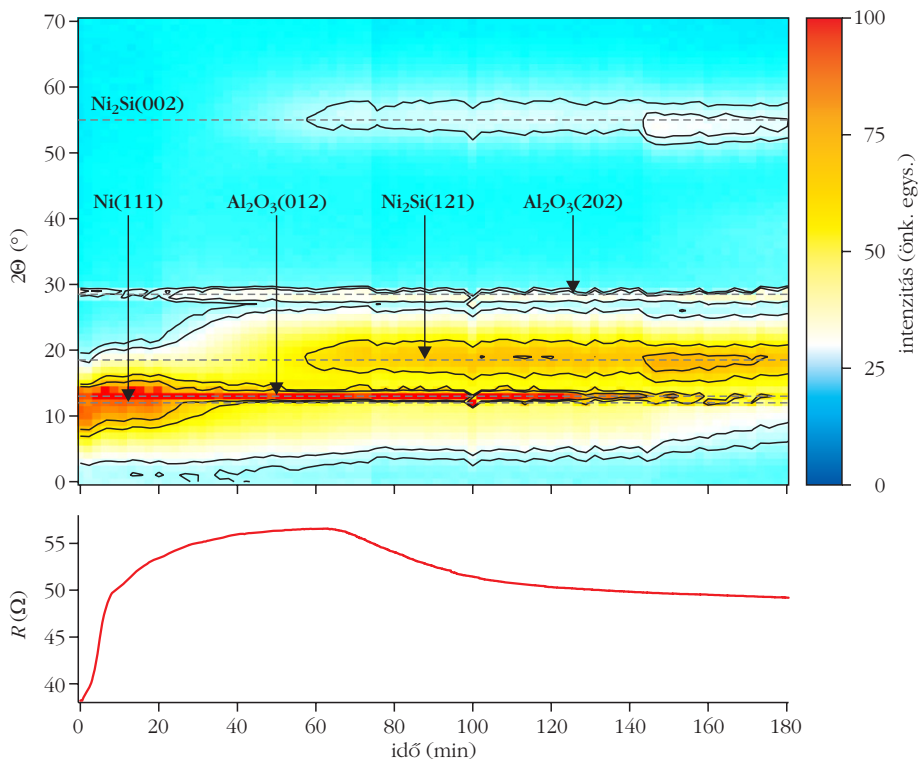 70
60
50
40
30
20
10
0
2Θ (°)
Ni₂Si(002)
Ni(111)
Al₂O₃(012)
Ni₂Si(121)
Al₂O₃(202)
100
75
50
25
0
intenzitás (önk. egys.)
55
50
45
40
R (Ω)
0 20 40 60 80 100 120 140 160 180
idő (min)